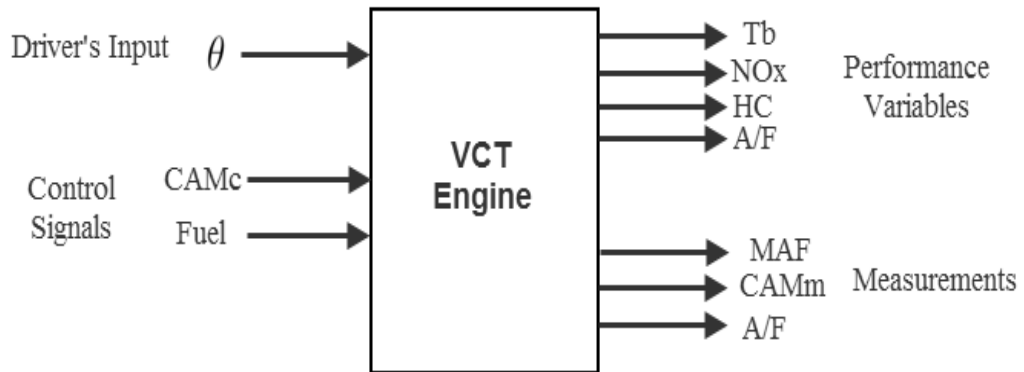 Driver's Input θ
CAMc
Control
Signals
Fuel
VCT
Engine
Tb
NOx
HC
A/F
Performance
Variables
MAF
CAMm
A/F
Measurements